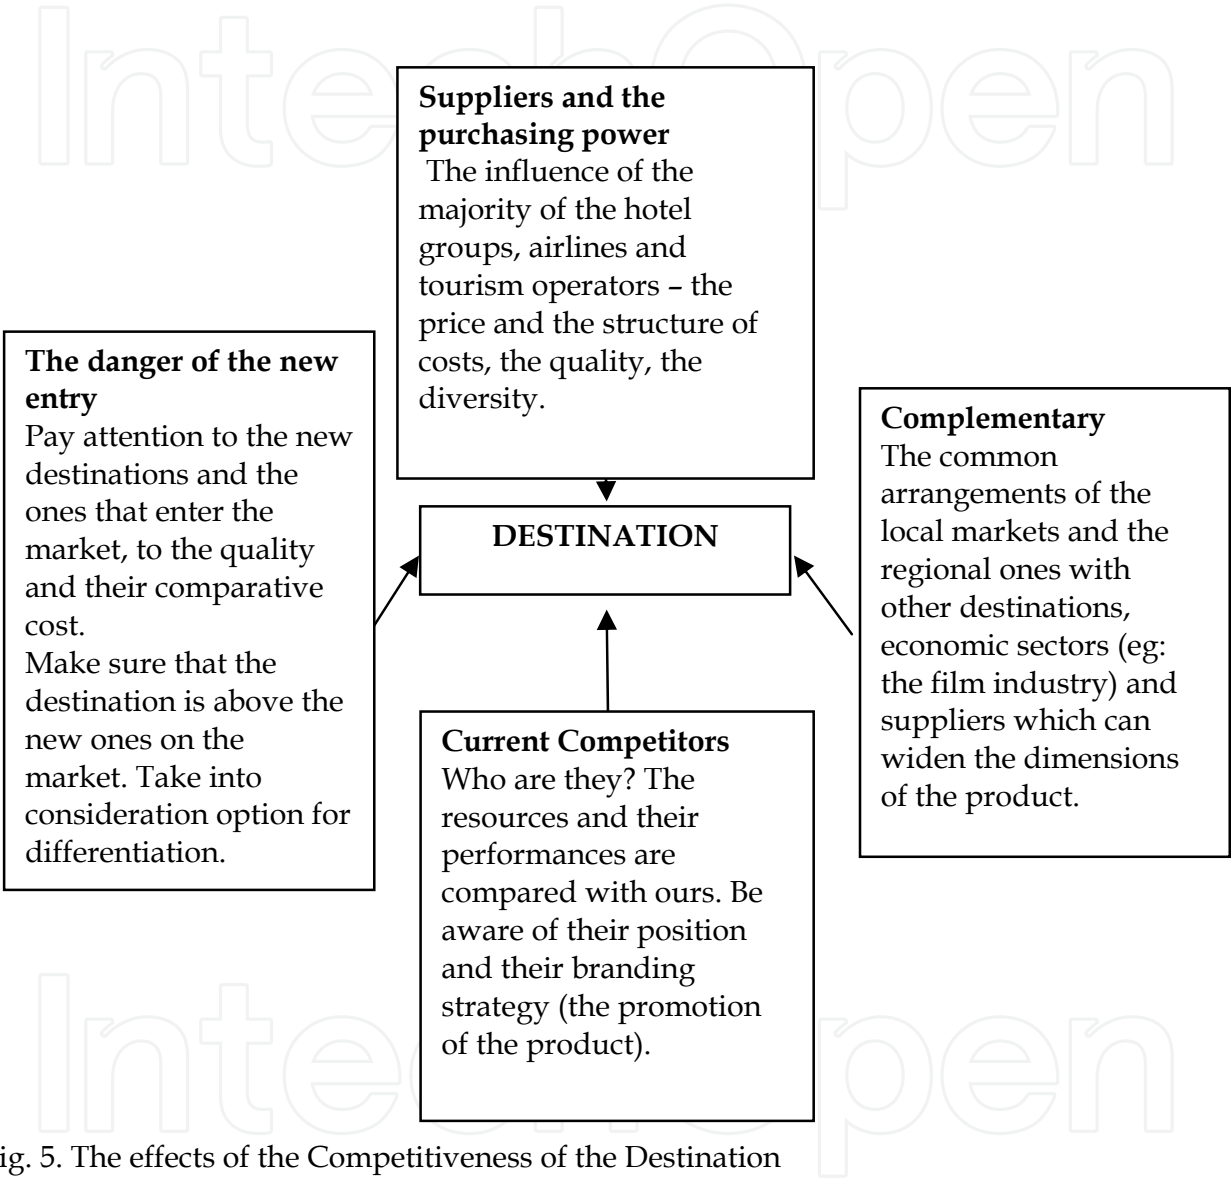 IntechOpen
Suppliers and the
purchasing power
The influence of the
majority of the hotel
groups, airlines and
tourism operators – the
price and the structure of
costs, the quality, the
diversity.
The danger of the new
entry
Pay attention to the new
destinations and the
ones that enter the
market, to the quality
and their comparative
cost.
Make sure that the
destination is above the
new ones on the
market. Take into
consideration option for
differentiation.
DESTINATION
Complementary
The common
arrangements of the
local markets and the
regional ones with
other destinations,
economic sectors (eg:
the film industry) and
suppliers which can
widen the dimensions
of the product.
Current Competitors
Who are they? The
resources and their
performances are
compared with ours. Be
aware of their position
and their branding
strategy (the promotion
of the product).
IntechOpen
ig. 5. The effects of the Competitiveness of the Destination